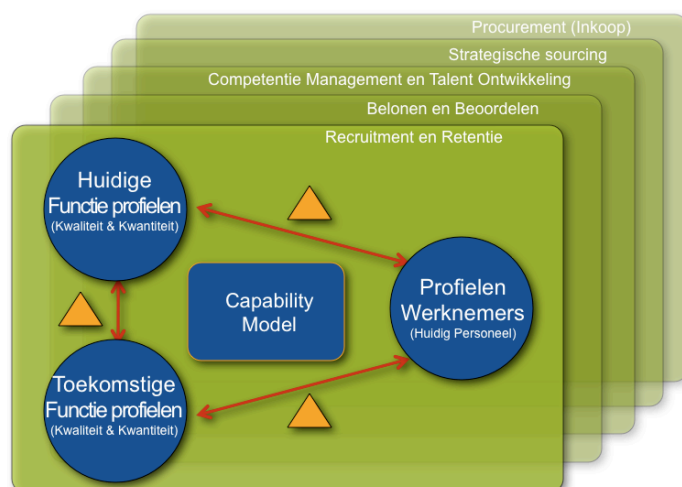 Procurement (Inkoop)
Strategische sourcing
Competentie Management en Talent Ontwikkeling
Belonen en Beoordelen
Recruitment en Retentie
Huidige
Functie profielen
(Kwaliteit & Kwantiteit)
Capability
Model
Profielen
Werknemers
(Huidig Personeel)
Toekomstige
Functie profielen
(Kwaliteit & Kwantiteit)